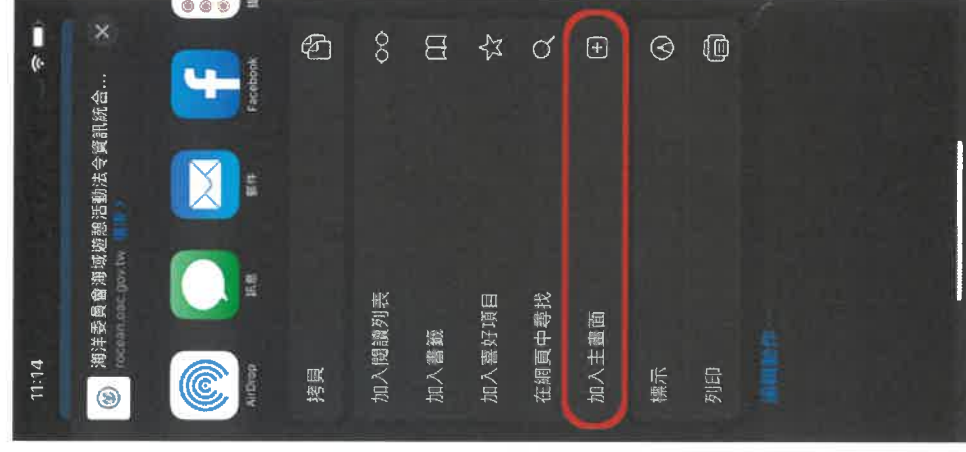 11:14
海洋委員會海域遊憩活動法令資訊統合...
rocean.oac.gov.tw 選項 >
AirDrop
訊息
郵件
Facebook
拷貝
加入閱讀列表
加入書籤
加入喜好項目
在網頁中尋找
加入主畫面
標示
列印
編輯動作...